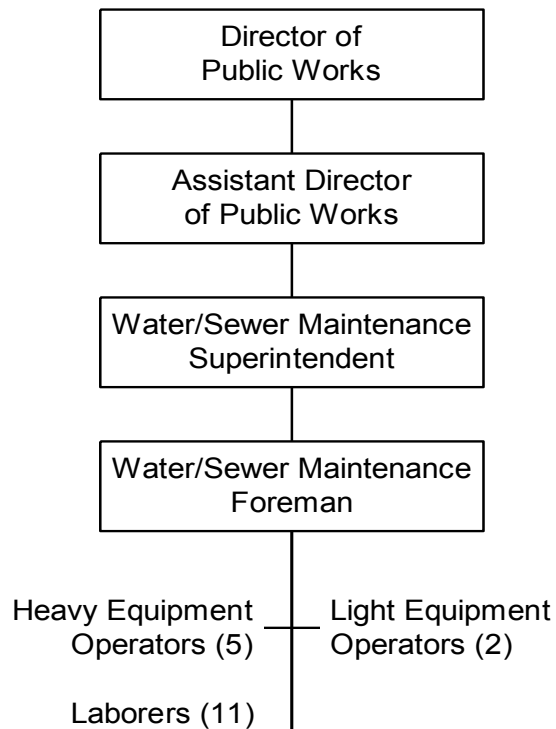 Director of
Public Works
Assistant Director
of Public Works
Water/Sewer Maintenance
Superintendent
Water/Sewer Maintenance
Foreman
Heavy Equipment
Operators (5)
Light Equipment
Operators (2)
Laborers (11)